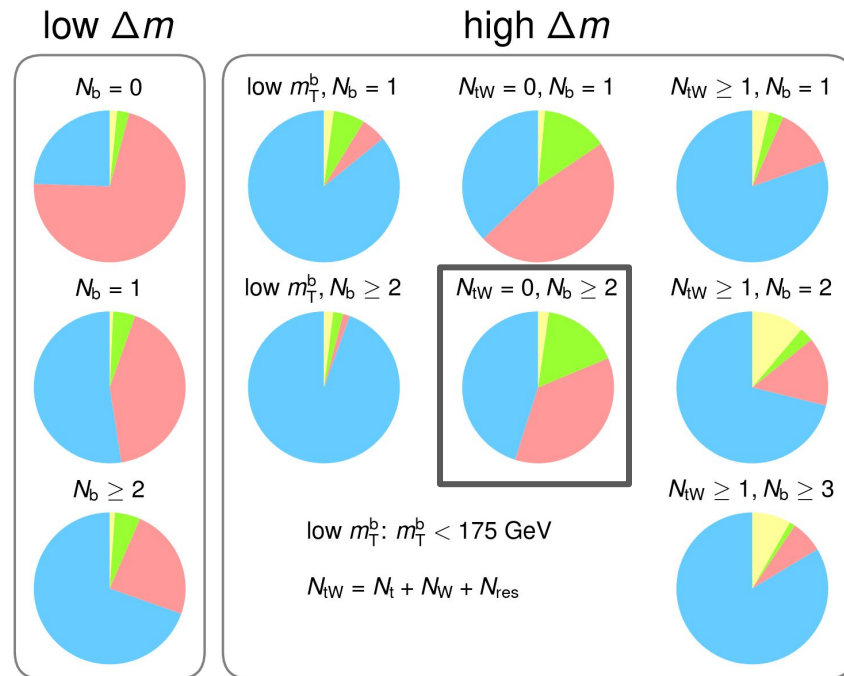 low Δm
high Δm
N_b = 0
low m_T^b, N_b = 1
N_tW = 0, N_b = 1
N_tW ≥ 1, N_b = 1
N_b = 1
low m_T^b, N_b ≥ 2
N_tW = 0, N_b ≥ 2
N_tW ≥ 1, N_b = 2
N_b ≥ 2
N_tW ≥ 1, N_b ≥ 3
low m_T^b: m_T^b < 175 GeV
N_tW = N_t + N_W + N_res